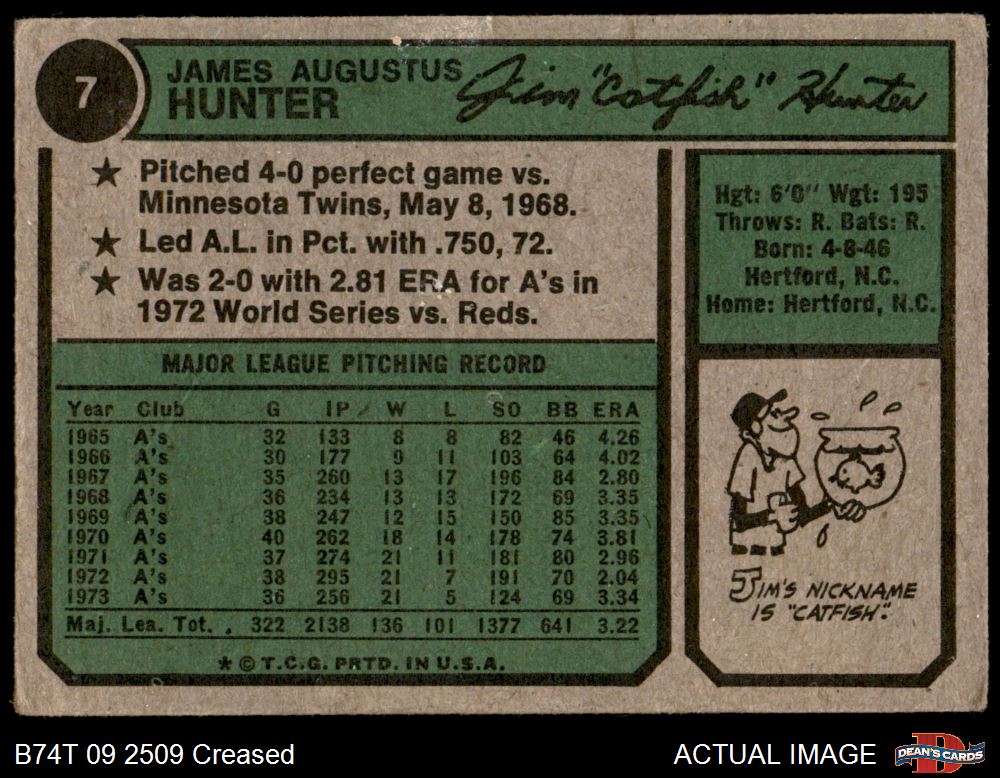 7
JAMES AUGUSTUS
HUNTER
Jim "Catfish" Hunter
★ Pitched 4-0 perfect game vs.
Minnesota Twins, May 8, 1968.
★ Led A.L. in Pct. with .750, 72.
★ Was 2-0 with 2.81 ERA for A's in
1972 World Series vs. Reds.
Hgt: 6'0" Wgt: 195
Throws: R. Bats: R.
Born: 4-8-46
Hertford, N.C.
Home: Hertford, N.C.
MAJOR LEAGUE PITCHING RECORD
Year Club G IP W L SO BB ERA
1965 A's 32 133 8 8 82 46 4.26
1966 A's 30 177 9 11 103 64 4.02
1967 A's 35 260 13 17 196 84 2.80
1968 A's 36 234 13 13 172 69 3.35
1969 A's 38 247 12 15 150 85 3.35
1970 A's 40 262 18 14 178 74 3.81
1971 A's 37 274 21 11 181 80 2.96
1972 A's 38 295 21 7 191 70 2.04
1973 A's 36 256 21 5 124 69 3.34
Maj. Lea. Tot. . 322 2138 136 101 1377 641 3.22
* © T.C.G. PRTD. IN U.S.A.
JIM'S NICKNAME
IS "CATFISH".
B74T 09 2509 Creased
ACTUAL IMAGE
DEAN'S CARDS